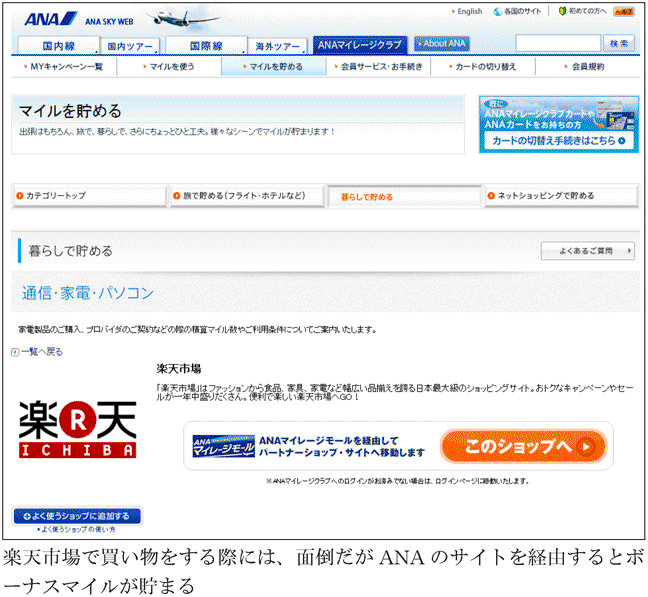 ANA ANA SKY WEB English 各国のサイト 初めての方へ ヘルプ
国内線 国内ツアー 国際線 海外ツアー ANAマイレージクラブ About ANA 検索
MYキャンペーン一覧 マイルを使う マイルを貯める 会員サービス・お手続き カードの切り替え 会員規約
マイルを貯める
出張はもちろん、旅で、暮らしで、さらにちょっとひと工夫。様々なシーンでマイルが貯まります！
既に
ANAマイレージクラブカードや
ANAカードをお持ちの方
カードの切替え手続きはこちら
カテゴリートップ 旅で貯める(フライト・ホテルなど) 暮らしで貯める ネットショッピングで貯める
暮らしで貯める よくあるご質問
通信・家電・パソコン
家電製品のご購入、プロバイダのご契約などの際の積算マイル数やご利用条件についてご案内いたします。
一覧へ戻る
楽天市場
「楽天市場」はファッションから食品、家具、家電など幅広い品揃えを誇る日本最大級のショッピングサイト。おトクなキャンペーンやセー
ルが一年中盛りだくさん。便利で楽しい楽天市場へGO！
楽R天
ICHIBA
ANA
マイレージモール
ANAマイレージモールを経由して
パートナーショップ・サイトへ移動します
このショップへ
※ANAマイレージクラブへのログインがお済みでない場合は、ログインページに移動いたします。
よく使うショップに追加する
よく使うショップの使い方
楽天市場で買い物をする際には、面倒だが ANA のサイトを経由するとボ
ーナスマイルが貯まる